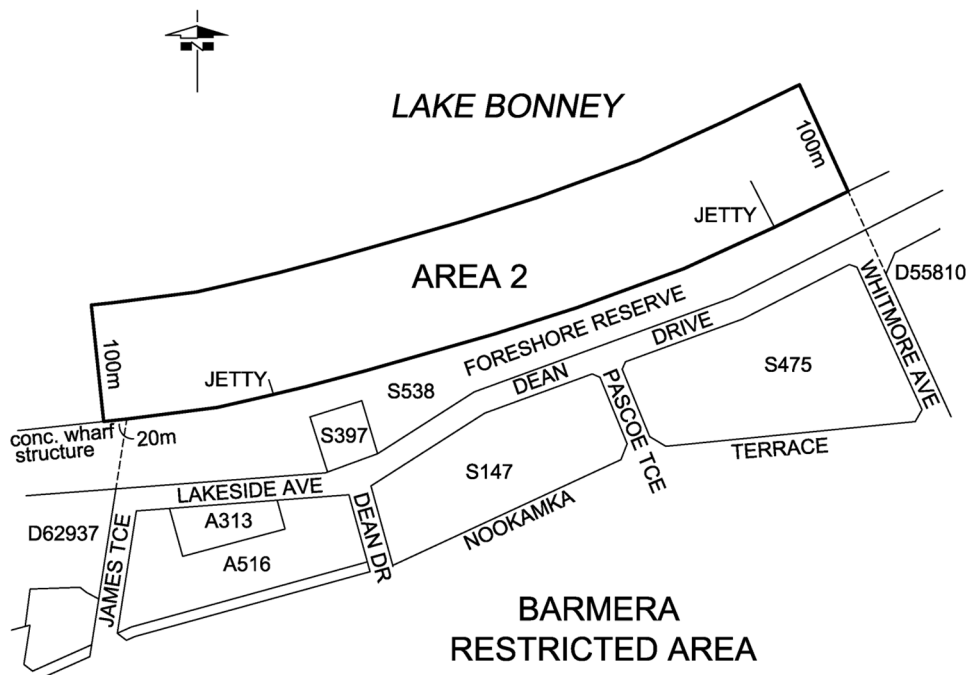 N
LAKE BONNEY
100m
JETTY
AREA 2
D55810
WHITMORE AVE
FORESHORE RESERVE
DRIVE
S475
100m
JETTY
S538
DEAN
PASCOE TCE
conc. wharf
structure
20m
S397
TERRACE
S147
LAKESIDE AVE
NOOKAMKA
D62937
JAMES TCE
A313
DEAN DR
A516
BARMERA
RESTRICTED AREA